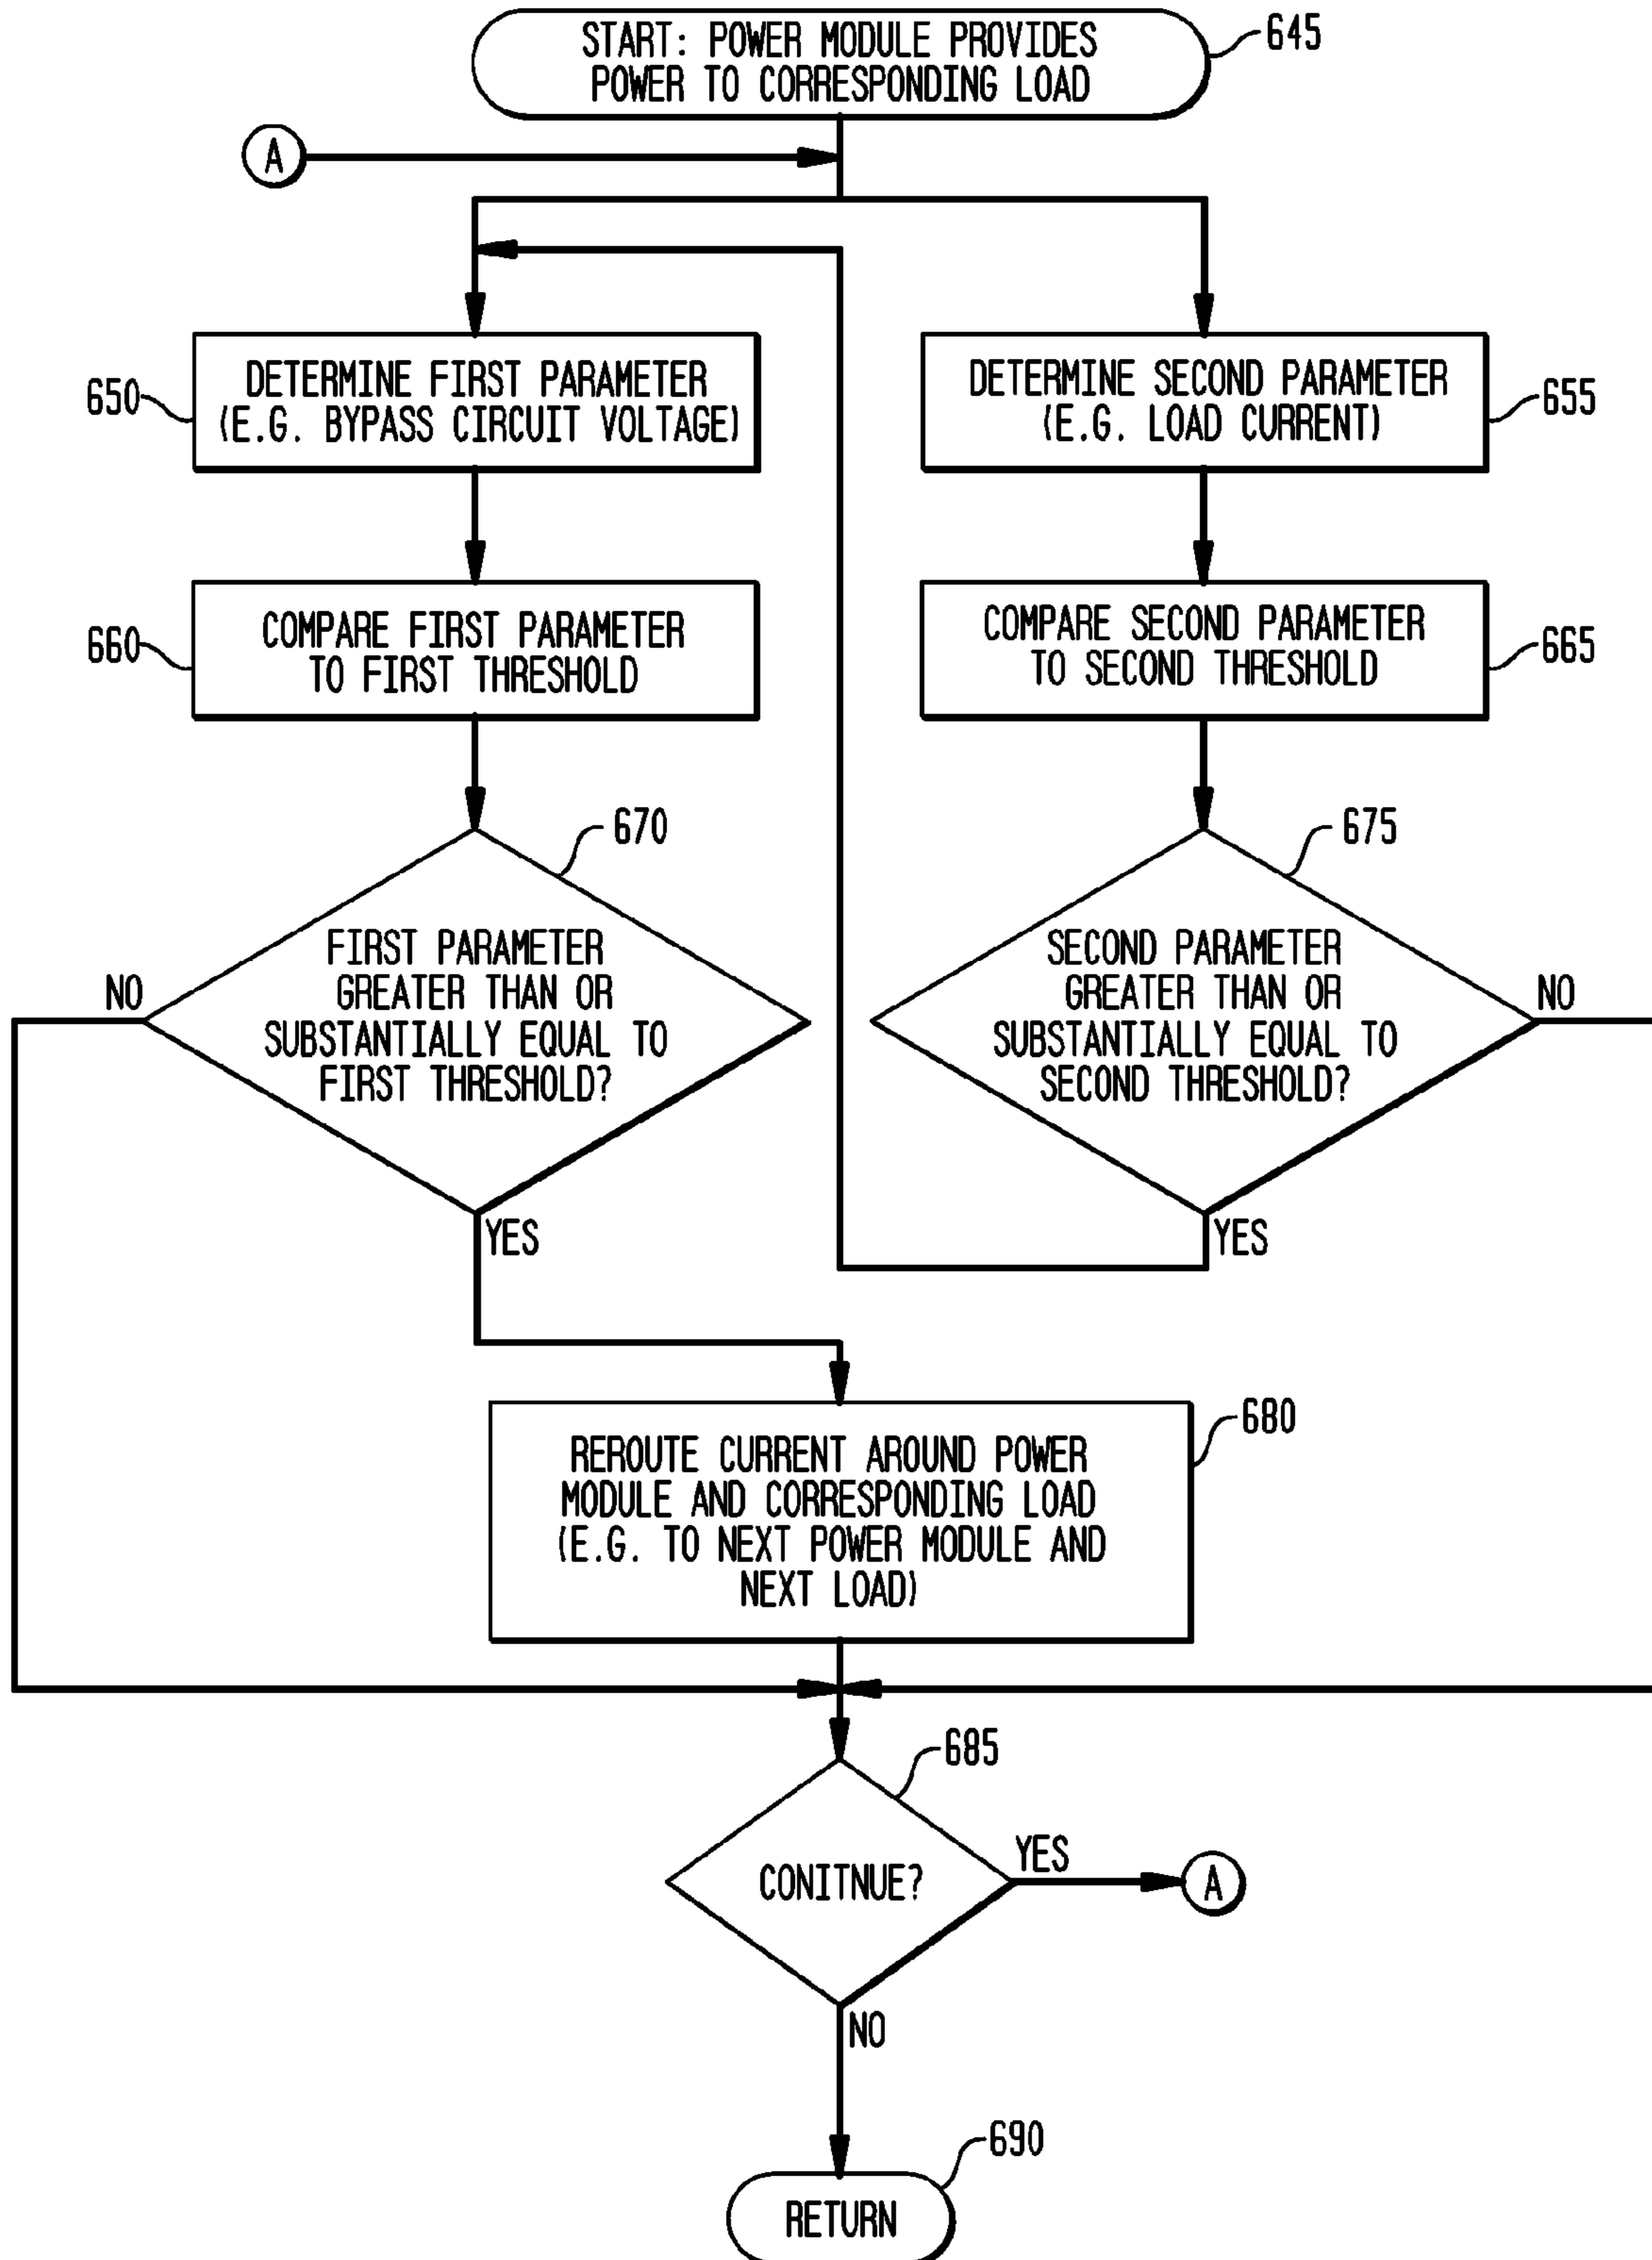 START: POWER MODULE PROVIDES
POWER TO CORRESPONDING LOAD
645
A
DETERMINE FIRST PARAMETER
(E.G. BYPASS CIRCUIT VOLTAGE)
650
DETERMINE SECOND PARAMETER
(E.G. LOAD CURRENT)
655
COMPARE FIRST PARAMETER
TO FIRST THRESHOLD
660
COMPARE SECOND PARAMETER
TO SECOND THRESHOLD
665
670
FIRST PARAMETER
GREATER THAN OR
SUBSTANTIALLY EQUAL TO
FIRST THRESHOLD?
NO
YES
675
SECOND PARAMETER
GREATER THAN OR
SUBSTANTIALLY EQUAL TO
SECOND THRESHOLD?
NO
YES
680
REROUTE CURRENT AROUND POWER
MODULE AND CORRESPONDING LOAD
(E.G. TO NEXT POWER MODULE AND
NEXT LOAD)
685
CONITNUE?
YES
A
NO
690
RETURN